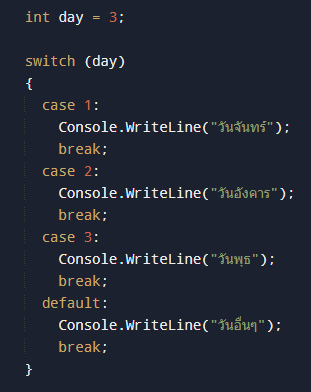 int day = 3;

switch (day)
{
  case 1:
    Console.WriteLine("วันจันทร์");
    break;
  case 2:
    Console.WriteLine("วันอังคาร");
    break;
  case 3:
    Console.WriteLine("วันพุธ");
    break;
  default:
    Console.WriteLine("วันอื่นๆ");
    break;
}